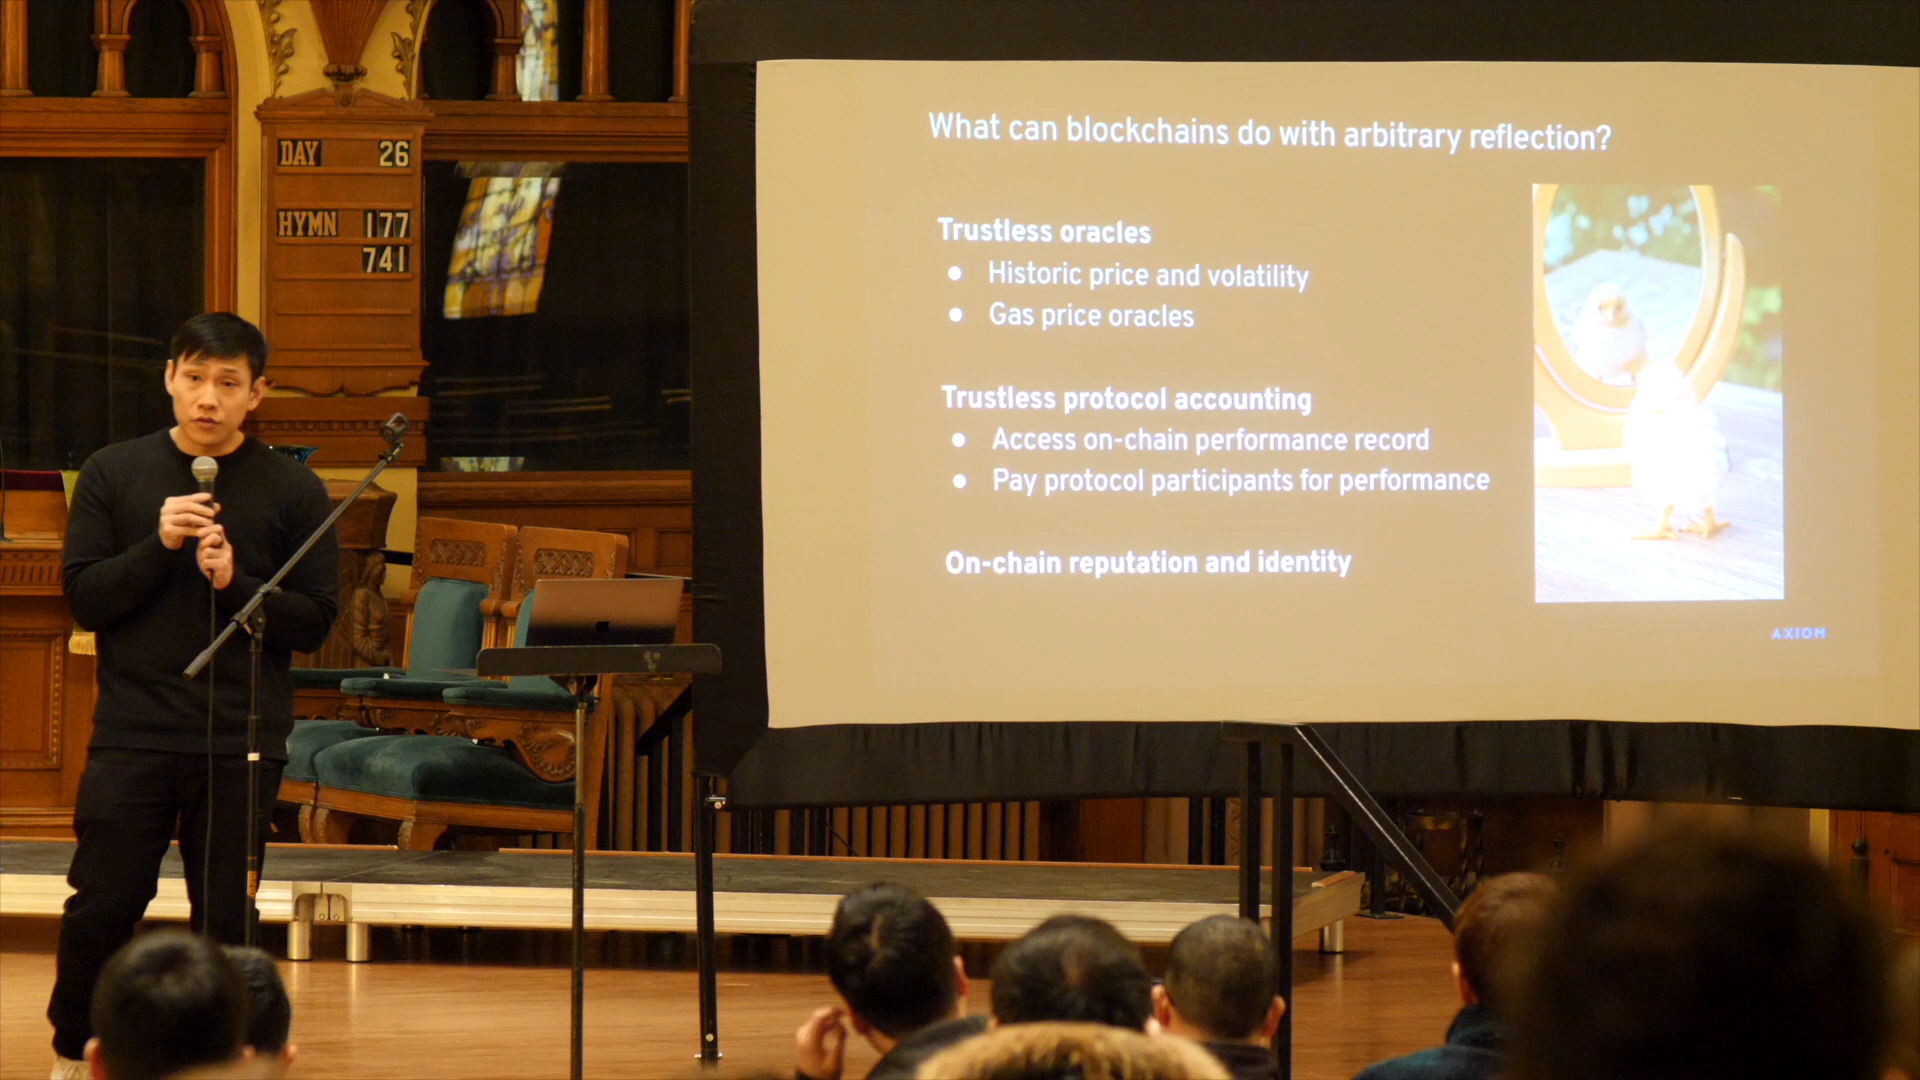 DAY 26
HYMN 177
741
What can blockchains do with arbitrary reflection?
Trustless oracles
● Historic price and volatility
● Gas price oracles
Trustless protocol accounting
● Access on-chain performance record
● Pay protocol participants for performance
On-chain reputation and identity
AXIOM